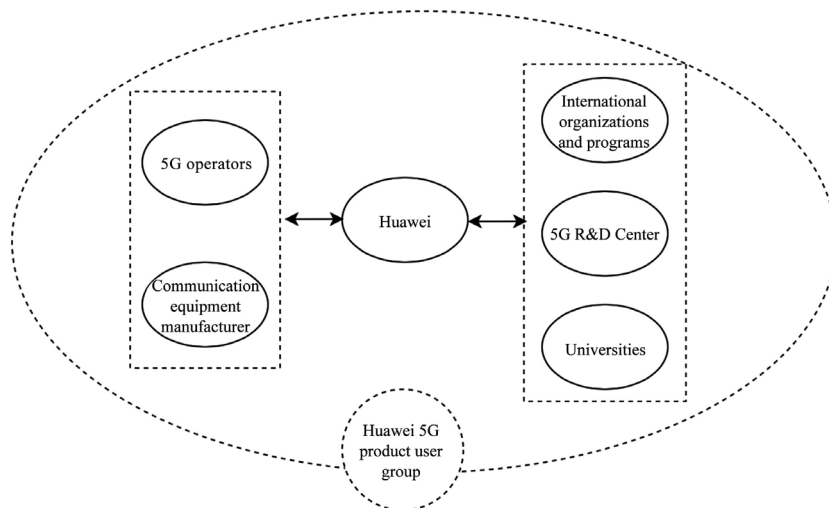 5G operators
Communication
equipment
manufacturer
Huawei
International
organizations
and programs
5G R&D Center
Universities
Huawei 5G
product user
group